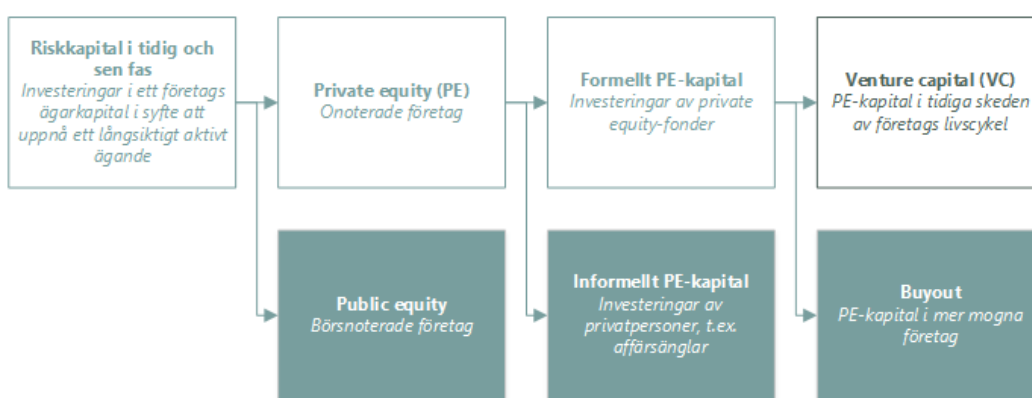 Riskkapital i tidig och
sen fas
Investeringar i ett företags
ägarkapital i syfte att
uppnå ett långsiktigt aktivt
ägande
Private equity (PE)
Onoterade företag
Formellt PE-kapital
Investeringar av private
equity-fonder
Venture capital (VC)
PE-kapital i tidiga skeden
av företags livscykel
Public equity
Börsnoterade företag
Informellt PE-kapital
Investeringar av
privatpersoner, t.ex.
affärsänglar
Buyout
PE-kapital i mer mogna
företag